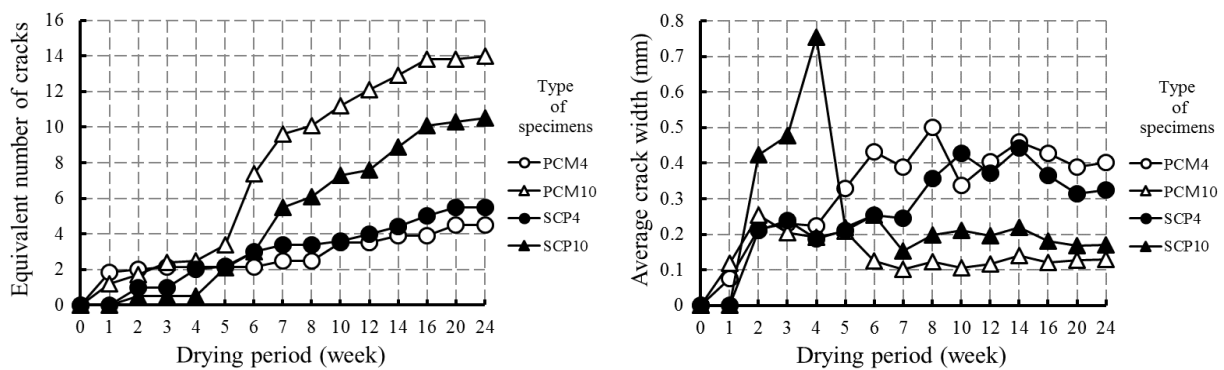 Equivalent number of cracks
16
14
12
10
8
6
4
2
0
0 1 2 3 4 5 6 7 8 10 12 14 16 20 24
Drying period (week)
Type
of
specimens
PCM4
PCM10
SCP4
SCP10
Average crack width (mm)
0.8
0.7
0.6
0.5
0.4
0.3
0.2
0.1
0
0 1 2 3 4 5 6 7 8 10 12 14 16 20 24
Drying period (week)
Type
of
specimens
PCM4
PCM10
SCP4
SCP10